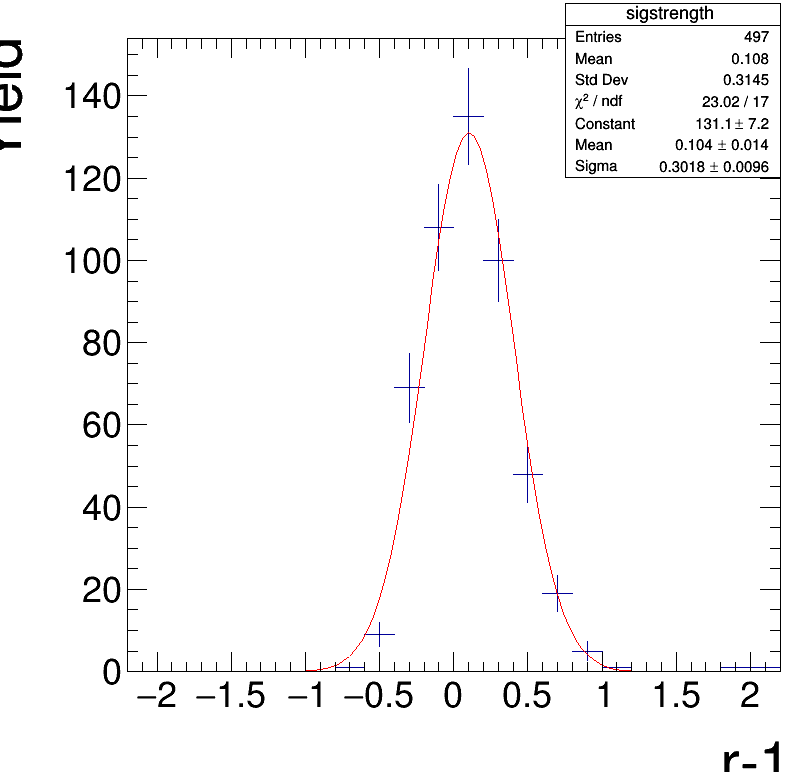 sigstrength
Entries 497
Mean 0.108
Std Dev 0.3145
χ² / ndf 23.02 / 17
Constant 131.1 ± 7.2
Mean 0.104 ± 0.014
Sigma 0.3018 ± 0.0096
Yield
140
120
100
80
60
40
20
0
−2 −1.5 −1 −0.5 0 0.5 1 1.5 2
r-1